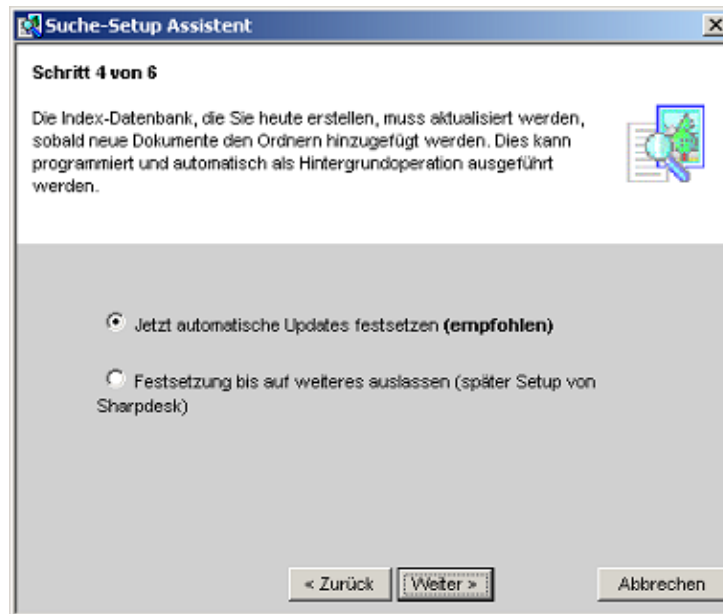 Suche-Setup Assistent
Schritt 4 von 6
Die Index-Datenbank, die Sie heute erstellen, muss aktualisiert werden,
sobald neue Dokumente den Ordnern hinzugefügt werden. Dies kann
programmiert und automatisch als Hintergrundoperation ausgeführt
werden.
Jetzt automatische Updates festsetzen (empfohlen)
Festsetzung bis auf weiteres auslassen (später Setup von
Sharpdesk)
« Zurück Weiter » Abbrechen